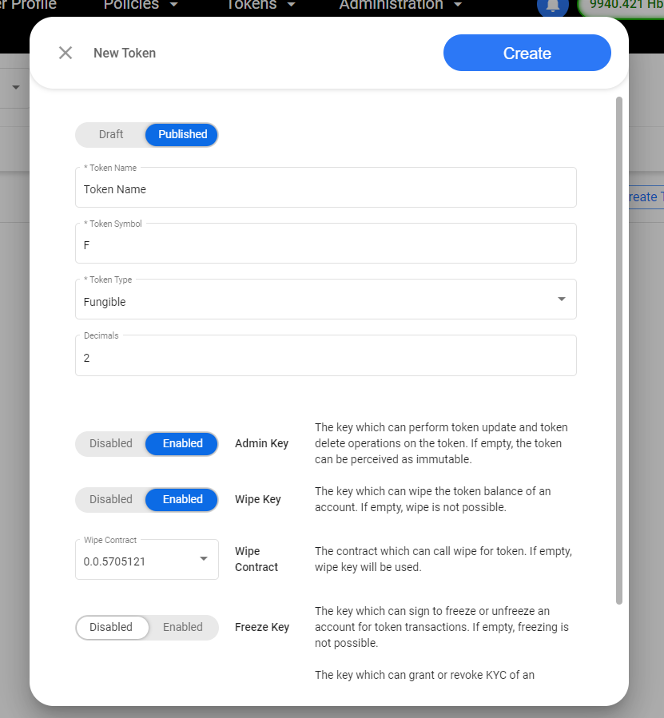 er Profile Policies Tokens Administration 9940.421 Hb
New Token Create
Draft Published
* Token Name
Token Name
* Token Symbol
F
* Token Type
Fungible
Decimals
2
Disabled Enabled Admin Key
The key which can perform token update and token
delete operations on the token. If empty, the token
can be perceived as immutable.
Disabled Enabled Wipe Key
The key which can wipe the token balance of an
account. If empty, wipe is not possible.
Wipe Contract
0.0.5705121
Wipe
Contract
The contract which can call wipe for token. If empty,
wipe key will be used.
Disabled Enabled Freeze Key
The key which can sign to freeze or unfreeze an
account for token transactions. If empty, freezing is
not possible.
The key which can grant or revoke KYC of an
reate T